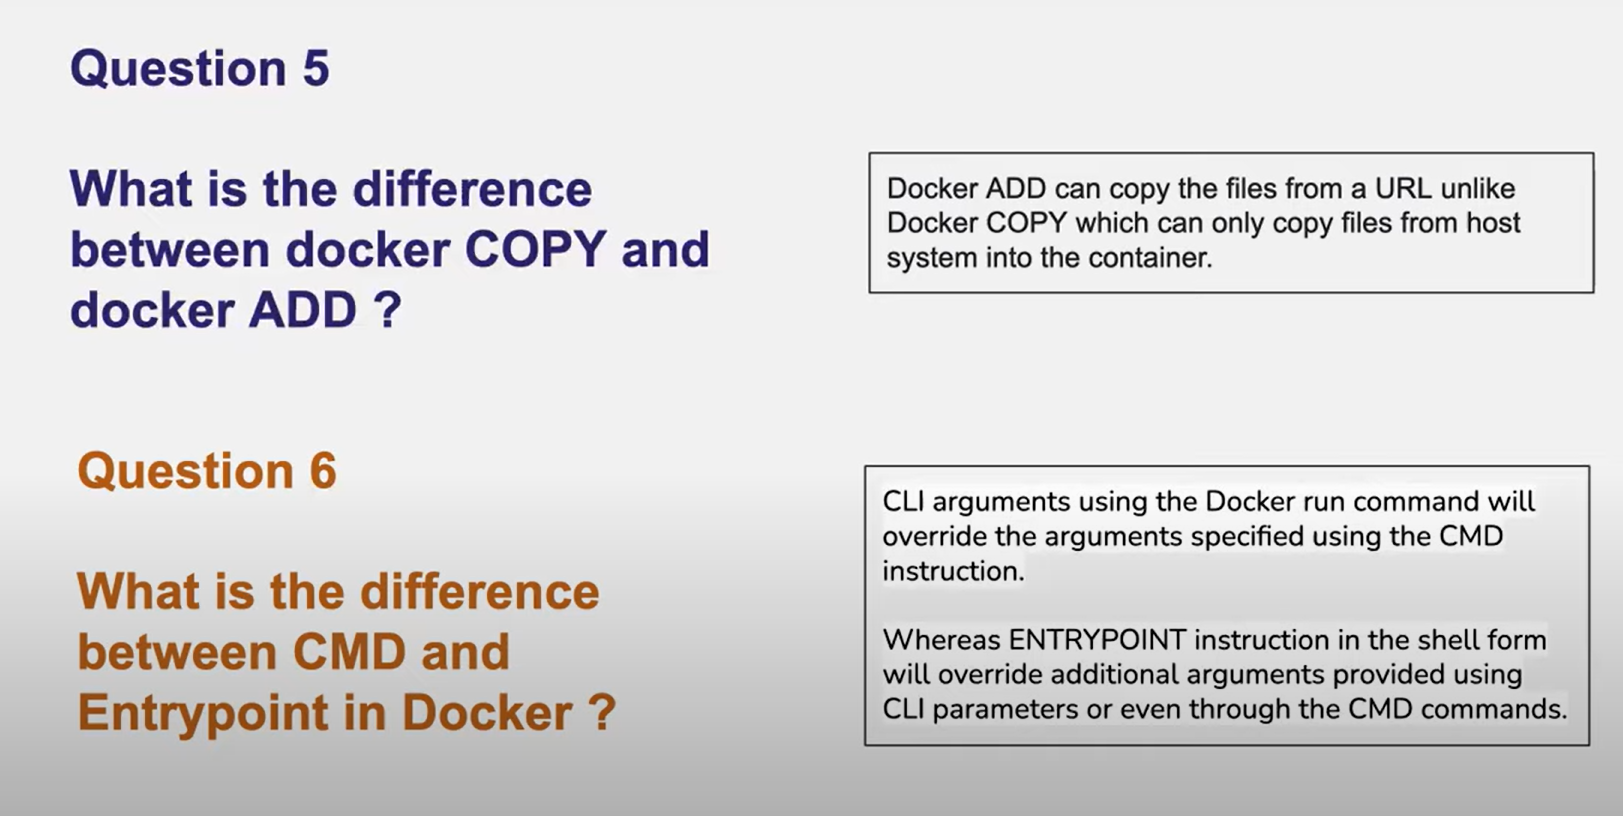 Question 5
What is the difference
between docker COPY and
docker ADD ?
Docker ADD can copy the files from a URL unlike
Docker COPY which can only copy files from host
system into the container.
Question 6
What is the difference
between CMD and
Entrypoint in Docker ?
CLI arguments using the Docker run command will
override the arguments specified using the CMD
instruction.
Whereas ENTRYPOINT instruction in the shell form
will override additional arguments provided using
CLI parameters or even through the CMD commands.